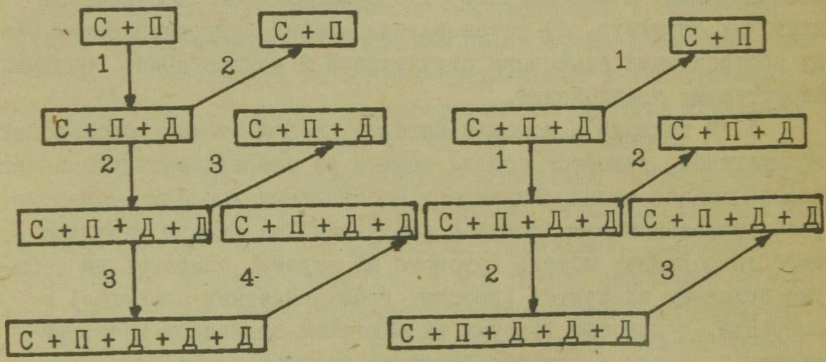 С + П С + П С + П
1 2 1
С + П + Д С + П + Д С + П + Д С + П + Д
2 3 1 2
С + П + Д + Д С + П + Д + Д С + П + Д + Д С + П + Д + Д
3 4 2 3
С + П + Д + Д + Д С + П + Д + Д + Д